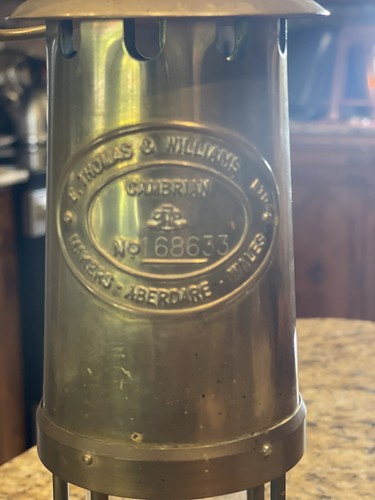 E. THOMAS & WILLIAMS LTD
CAMBRIAN
No 168633
MAKERS · ABERDARE · WALES